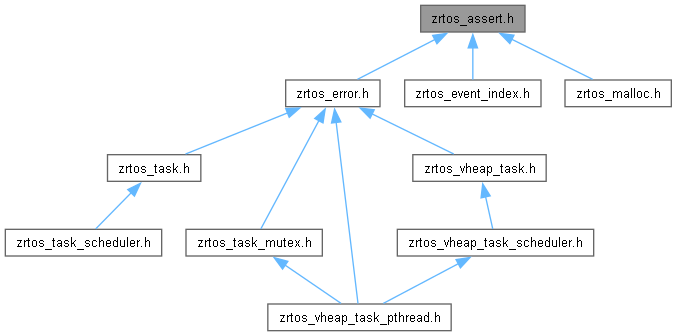 zrtos_assert.h
zrtos_error.h
zrtos_event_index.h
zrtos_malloc.h
zrtos_task.h
zrtos_vheap_task.h
zrtos_task_scheduler.h
zrtos_task_mutex.h
zrtos_vheap_task_scheduler.h
zrtos_vheap_task_pthread.h